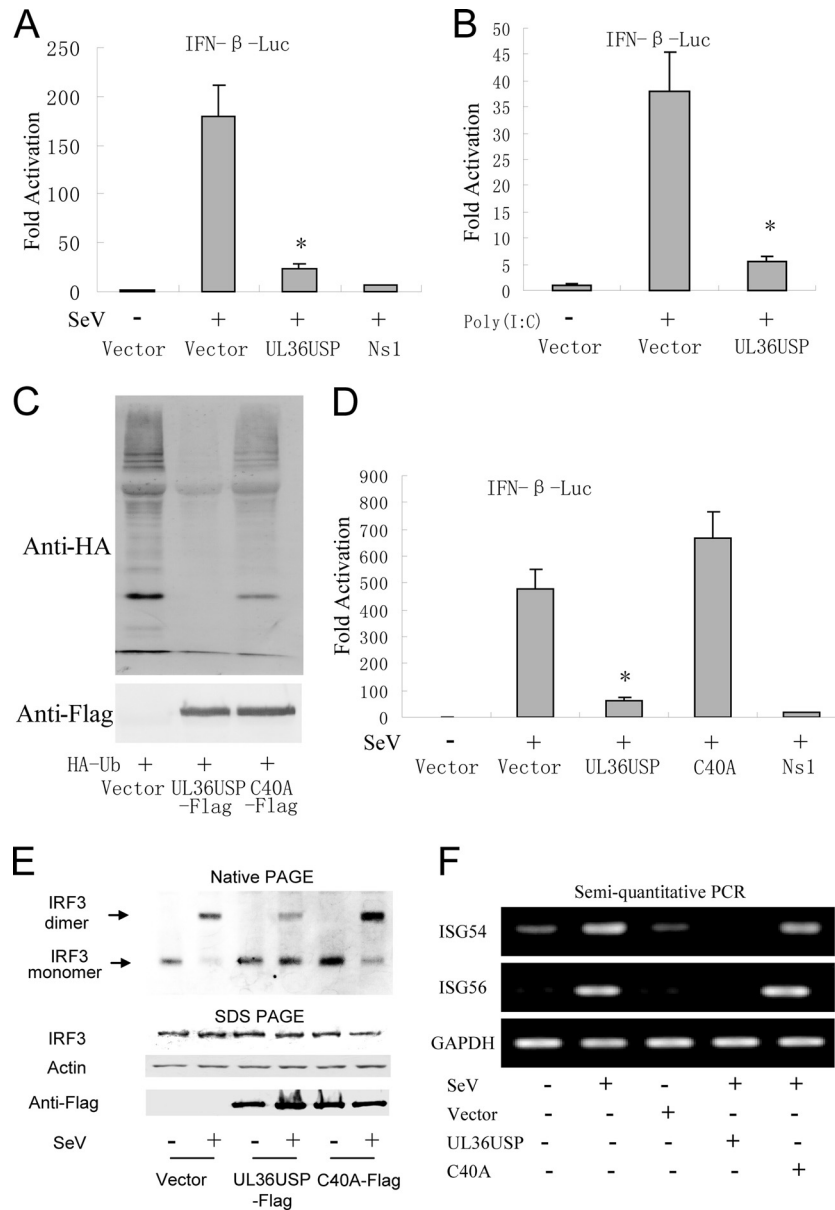 A
IFN-β-Luc
Fold Activation
250
200
150
100
50
0
*
SeV - + + +
Vector Vector UL36USP Ns1
B
IFN-β-Luc
Fold Activation
50
45
40
35
30
25
20
15
10
5
0
*
Poly(I:C) - + +
Vector Vector UL36USP
C
Anti-HA
Anti-Flag
HA-Ub + + +
Vector UL36USP C40A
-Flag -Flag
D
IFN-β-Luc
Fold Activation
900
800
700
600
500
400
300
200
100
0
*
SeV - + + + +
Vector Vector UL36USP C40A Ns1
E
Native PAGE
IRF3
dimer
IRF3
monomer
SDS PAGE
IRF3
Actin
Anti-Flag
SeV - + - + - +
Vector UL36USP C40A-Flag
-Flag
F
Semi-quantitative PCR
ISG54
ISG56
GAPDH
SeV - + - + +
Vector - - + - -
UL36USP - - - + -
C40A - - - - +